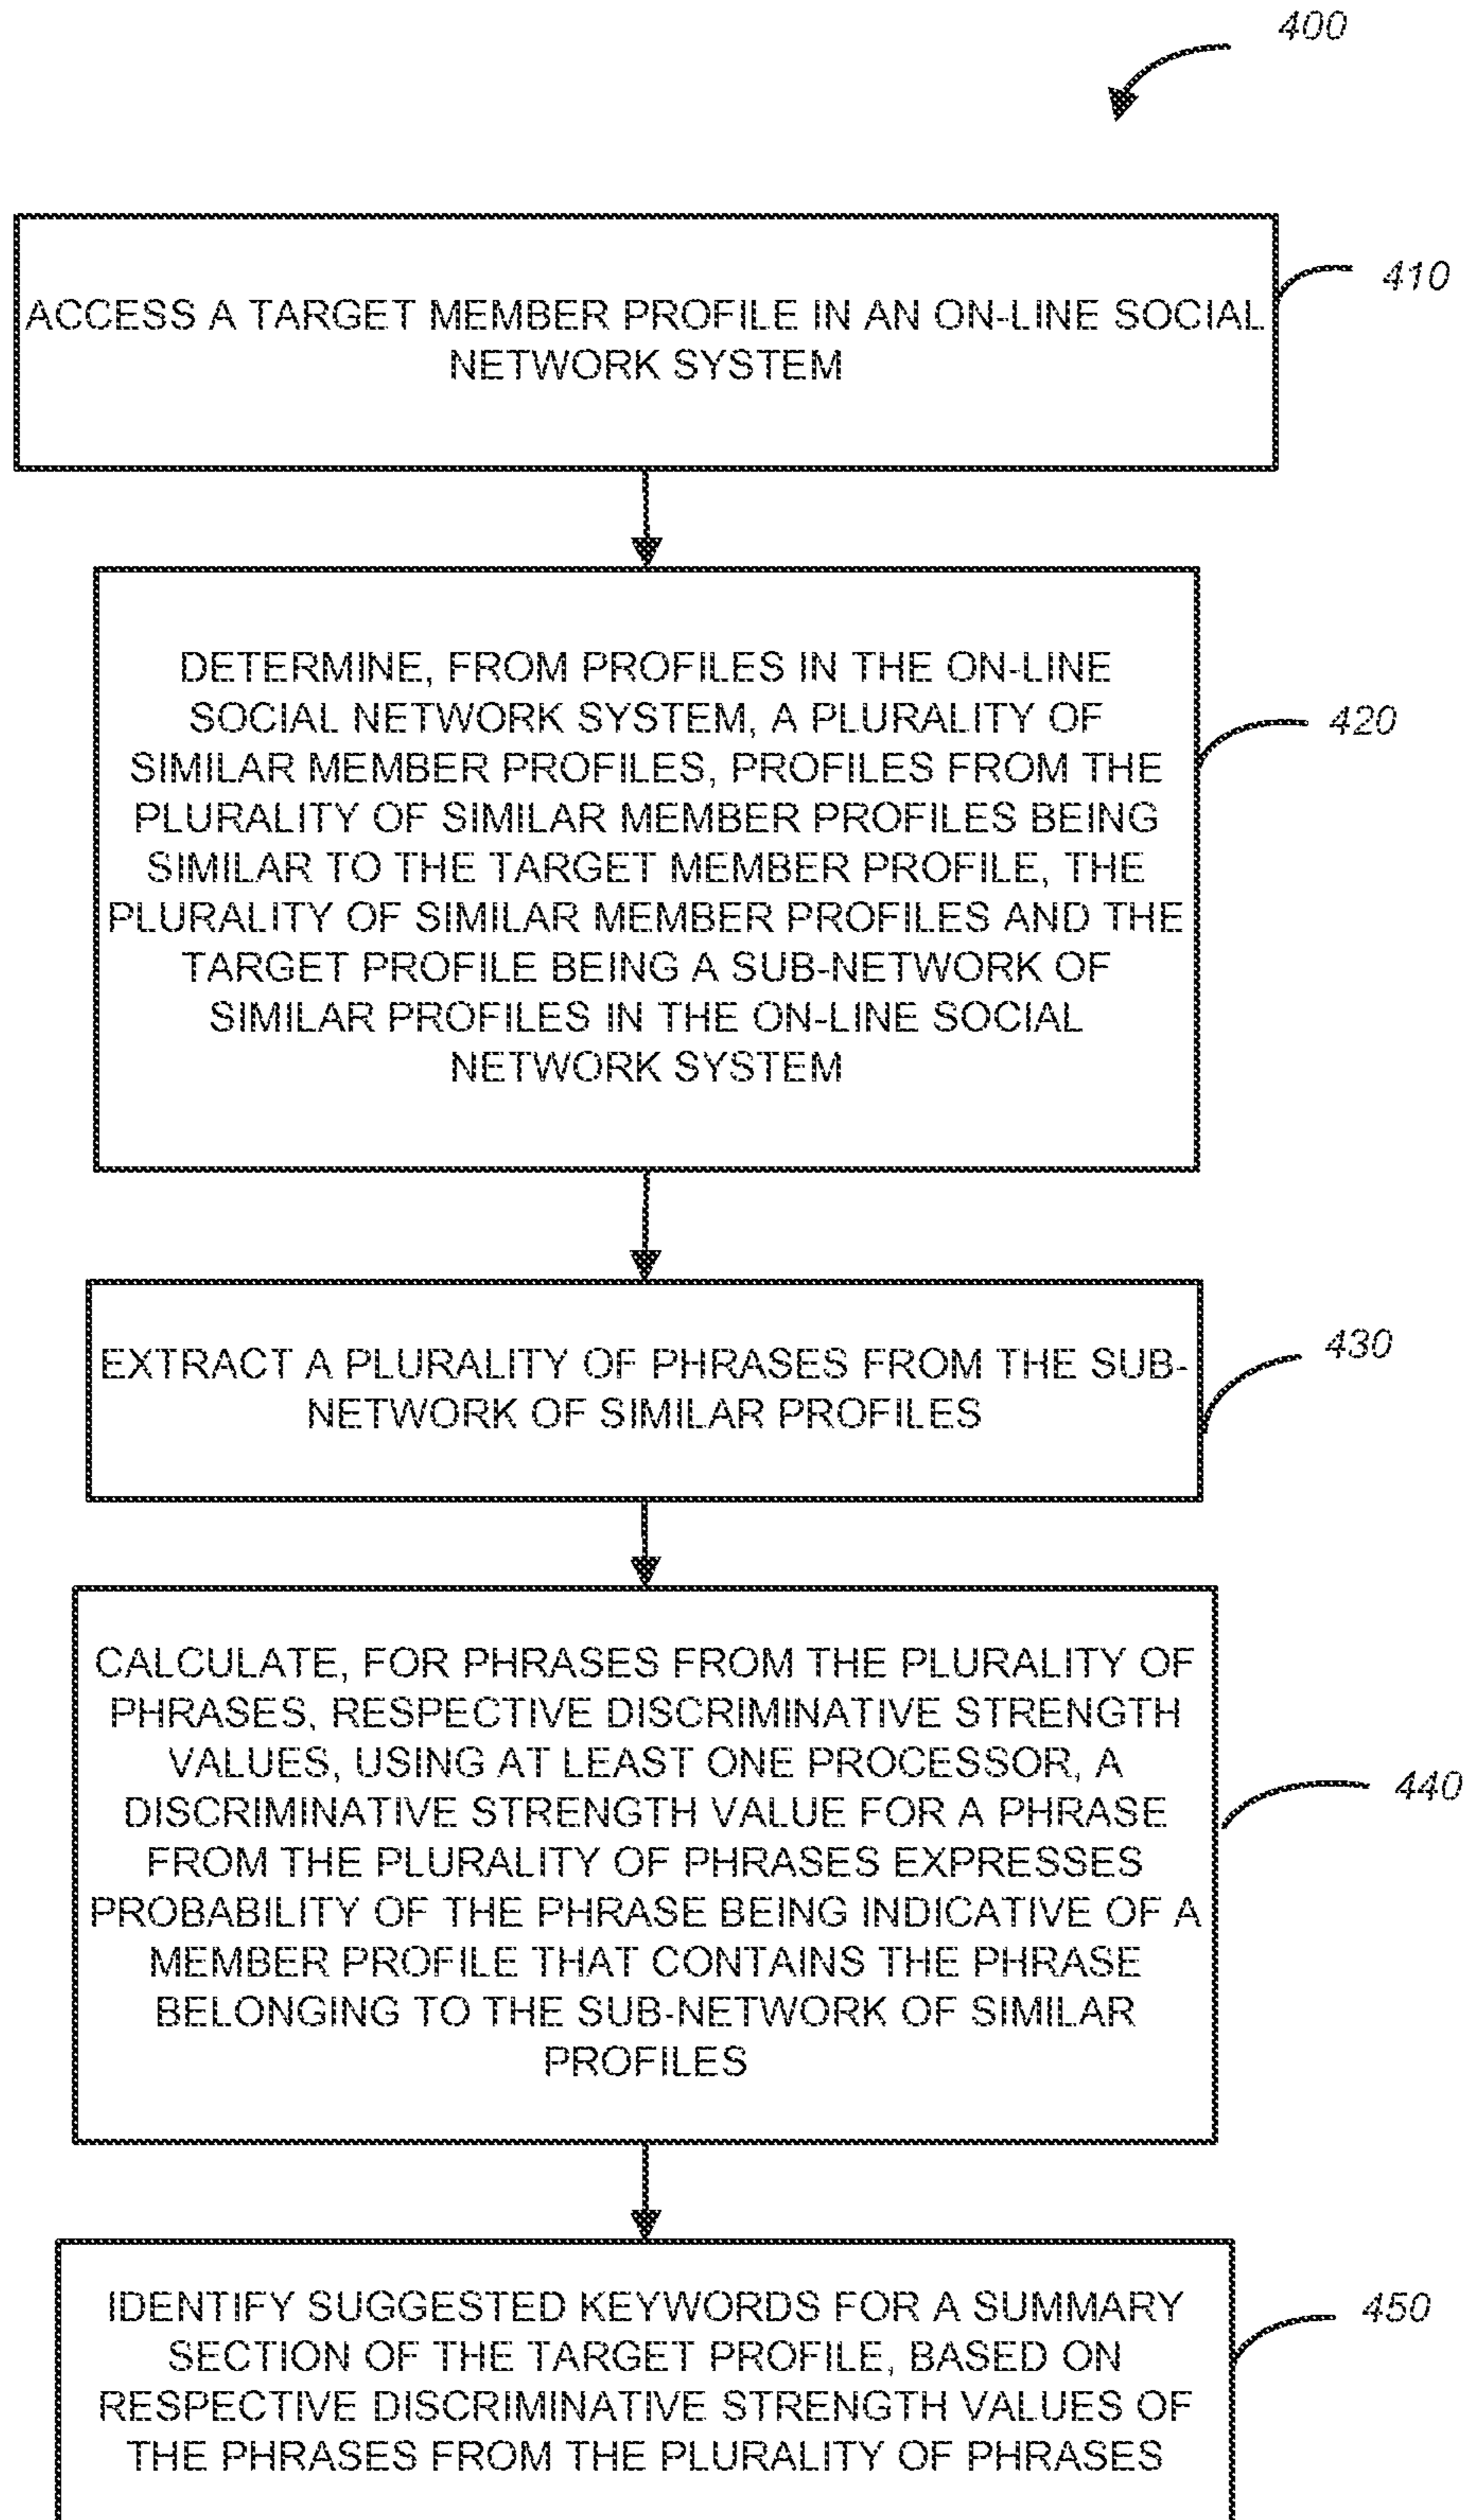 400
ACCESS A TARGET MEMBER PROFILE IN AN ON-LINE SOCIAL
NETWORK SYSTEM
410
DETERMINE, FROM PROFILES IN THE ON-LINE
SOCIAL NETWORK SYSTEM, A PLURALITY OF
SIMILAR MEMBER PROFILES, PROFILES FROM THE
PLURALITY OF SIMILAR MEMBER PROFILES BEING
SIMILAR TO THE TARGET MEMBER PROFILE, THE
PLURALITY OF SIMILAR MEMBER PROFILES AND THE
TARGET PROFILE BEING A SUB-NETWORK OF
SIMILAR PROFILES IN THE ON-LINE SOCIAL
NETWORK SYSTEM
420
EXTRACT A PLURALITY OF PHRASES FROM THE SUB-
NETWORK OF SIMILAR PROFILES
430
CALCULATE, FOR PHRASES FROM THE PLURALITY OF
PHRASES, RESPECTIVE DISCRIMINATIVE STRENGTH
VALUES, USING AT LEAST ONE PROCESSOR, A
DISCRIMINATIVE STRENGTH VALUE FOR A PHRASE
FROM THE PLURALITY OF PHRASES EXPRESSES
PROBABILITY OF THE PHRASE BEING INDICATIVE OF A
MEMBER PROFILE THAT CONTAINS THE PHRASE
BELONGING TO THE SUB-NETWORK OF SIMILAR
PROFILES
440
IDENTIFY SUGGESTED KEYWORDS FOR A SUMMARY
SECTION OF THE TARGET PROFILE, BASED ON
RESPECTIVE DISCRIMINATIVE STRENGTH VALUES OF
THE PHRASES FROM THE PLURALITY OF PHRASES
450